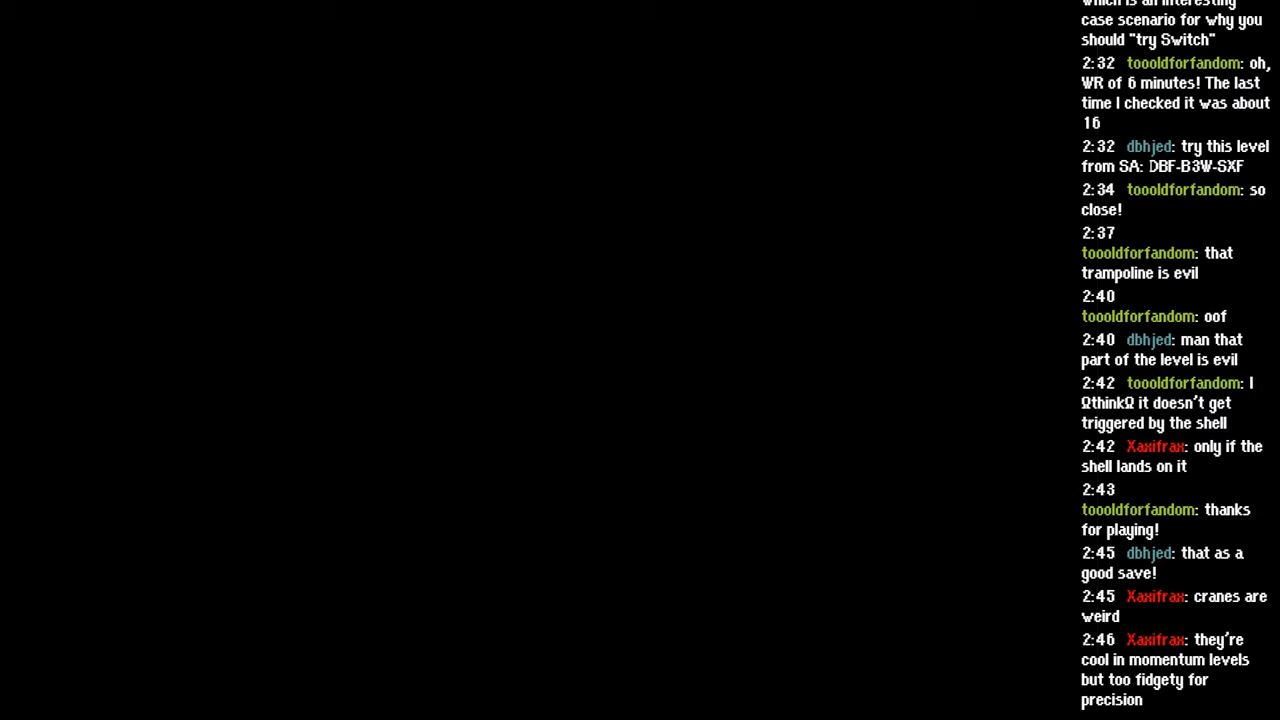 which is an interesting
case scenario for why you
should "try Switch"
2:32 toooldforfandom: oh,
WR of 6 minutes! The last
time I checked it was about
16
2:32 dbhjed: try this level
from SA: DBF-B3W-SXF
2:34 toooldforfandom: so
close!
2:37
toooldforfandom: that
trampoline is evil
2:40
toooldforfandom: oof
2:40 dbhjed: man that
part of the level is evil
2:42 toooldforfandom: I
ΩthinkΩ it doesn't get
triggered by the shell
2:42 Xaxifrax: only if the
shell lands on it
2:43
toooldforfandom: thanks
for playing!
2:45 dbhjed: that as a
good save!
2:45 Xaxifrax: cranes are
weird
2:46 Xaxifrax: they're
cool in momentum levels
but too fidgety for
precision